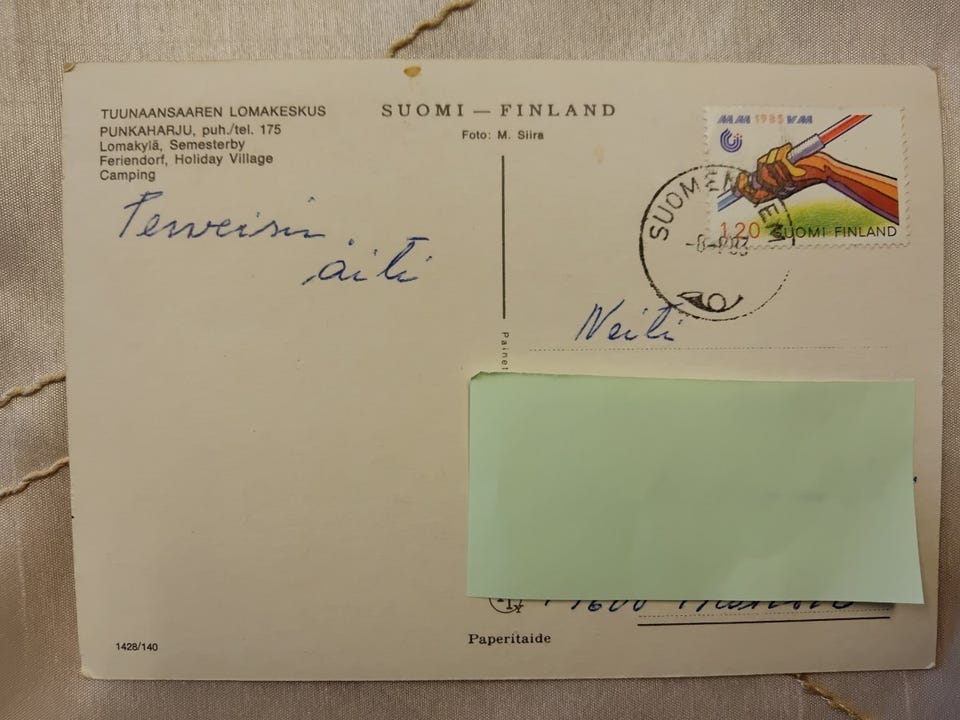 TUUNAANSAAREN LOMAKESKUS
PUNKAHARJU, puh./tel. 175
Lomakylä, Semesterby
Feriendorf, Holiday Village
Camping
Terveisin
äiti
1428/140
SUOMI — FINLAND
Foto: M. Siira
Painet
MM 1983 VM
1.20 SUOMI FINLAND
Neiti
Paperitaide